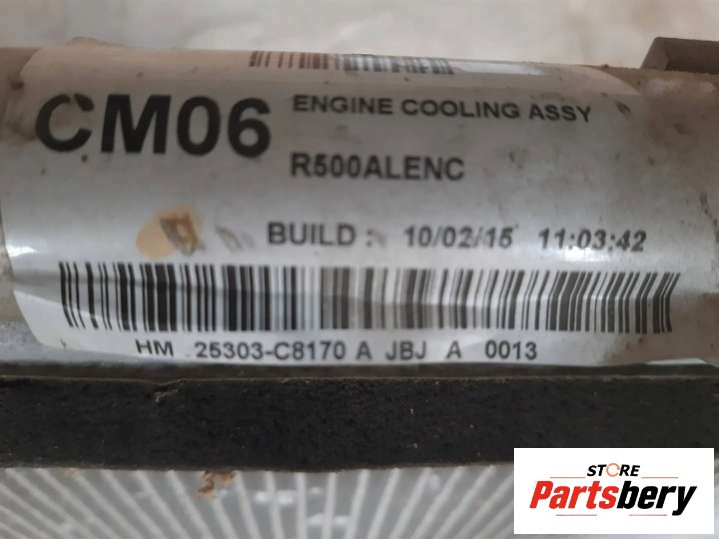 CM06
ENGINE COOLING ASSY
R500ALENC
BUILD : 10/02/15 11:03:42
HM 25303-C8170 A JBJ A 0013
STORE
Partsbery